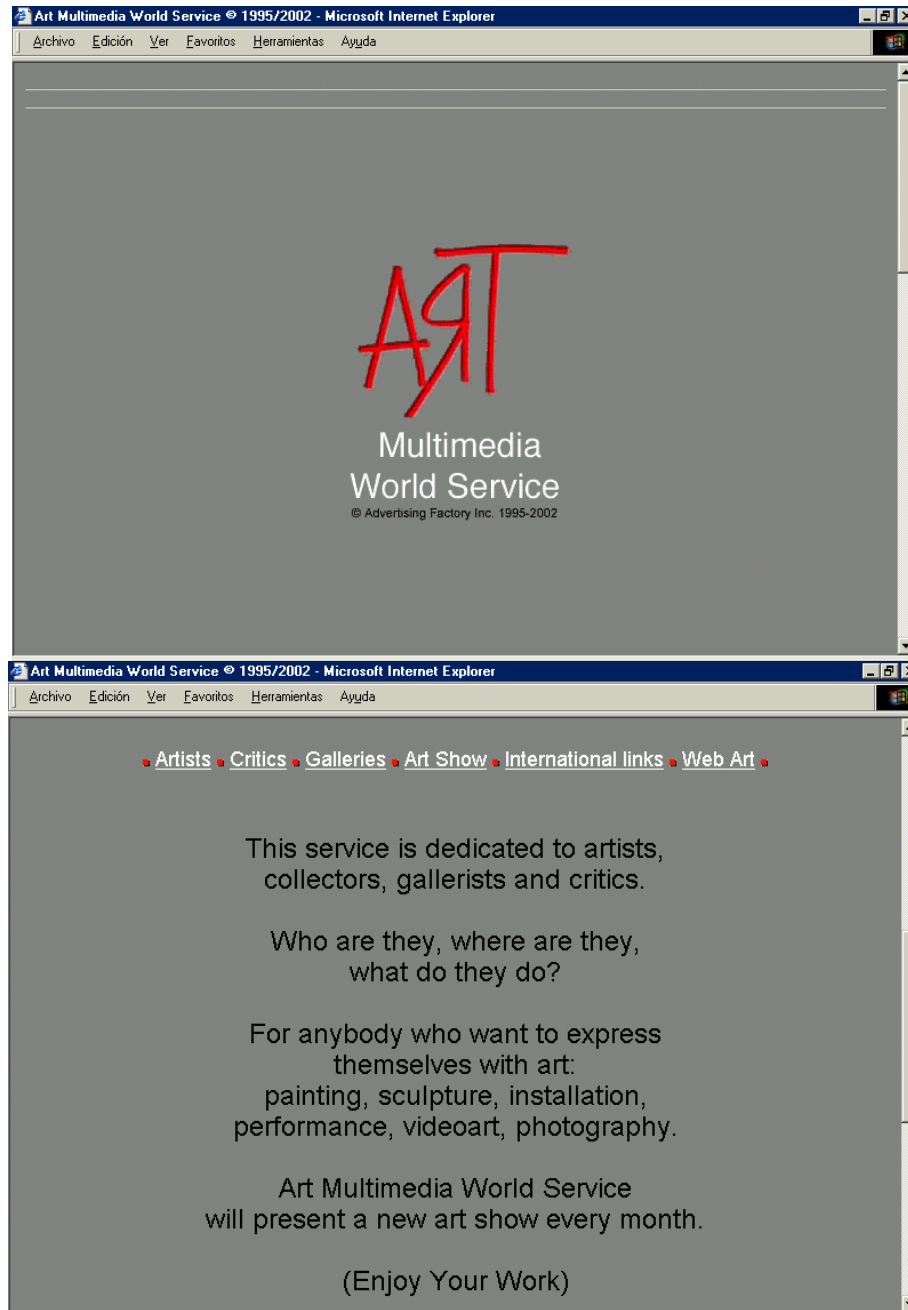 Art Multimedia World Service © 1995/2002 - Microsoft Internet Explorer
Archivo Edición Ver Favoritos Herramientas Ayuda
ART
Multimedia
World Service
© Advertising Factory Inc. 1995-2002
Art Multimedia World Service © 1995/2002 - Microsoft Internet Explorer
Archivo Edición Ver Favoritos Herramientas Ayuda
Artists Critics Galleries Art Show International links Web Art
This service is dedicated to artists,
collectors, gallerists and critics.
Who are they, where are they,
what do they do?
For anybody who want to express
themselves with art:
painting, sculpture, installation,
performance, videoart, photography.
Art Multimedia World Service
will present a new art show every month.
(Enjoy Your Work)